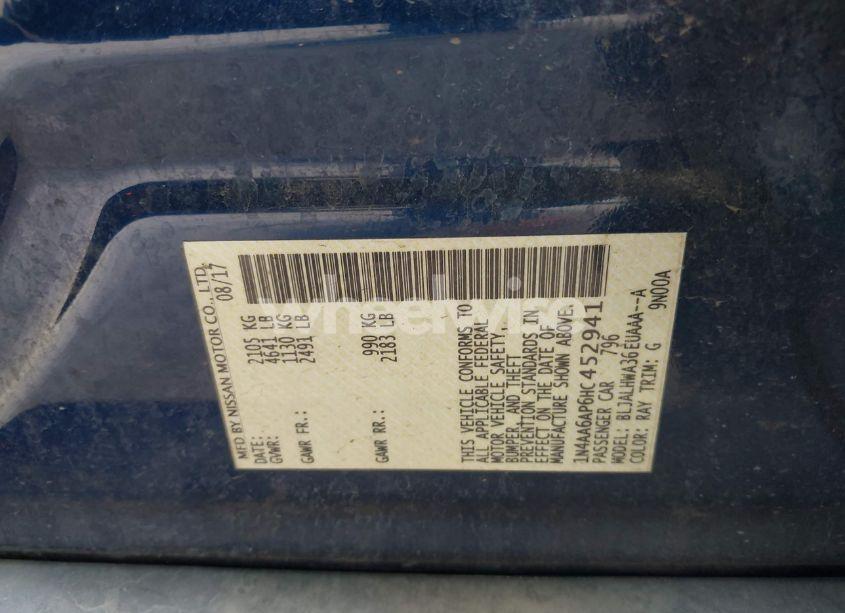 MFD BY NISSAN MOTOR CO., LTD.
DATE: 08/17
GVWR: 2105 KG
4641 LB
GAWR FR.: 1130 KG
2491 LB
GAWR RR.: 990 KG
2183 LB
THIS VEHICLE CONFORMS TO
ALL APPLICABLE FEDERAL
MOTOR VEHICLE SAFETY,
BUMPER, AND THEFT
PREVENTION STANDARDS IN
EFFECT ON THE DATE OF
MANUFACTURE SHOWN ABOVE.
1N4AA6AP6HC452941
PASSENGER CAR 796
MODEL: BLJALHWA36EUAAA--A
COLOR: RAY TRIM: G 9N00A
wheelwire